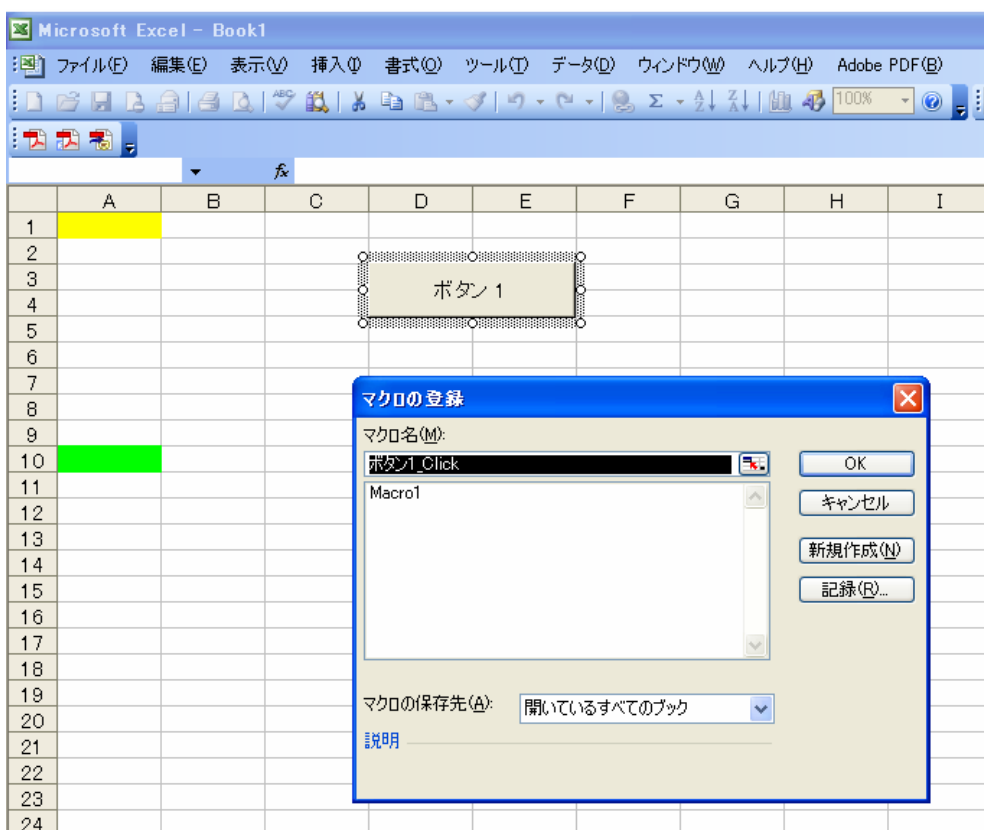 Microsoft Excel - Book1
ファイル(F) 編集(E) 表示(V) 挿入(I) 書式(O) ツール(T) データ(D) ウィンドウ(W) ヘルプ(H) Adobe PDF(B)
ABC Σ 100%
fx
A B C D E F G H I
1
2
3
ボタン 1
4
5
6
7
マクロの登録
8
9
マクロ名(M):
10
ボタン1_Click
OK
11
Macro1
12
キャンセル
13
14
新規作成(N)
15
記録(R)...
16
17
18
19
マクロの保存先(A): 開いているすべてのブック
20
21
説明
22
23
24